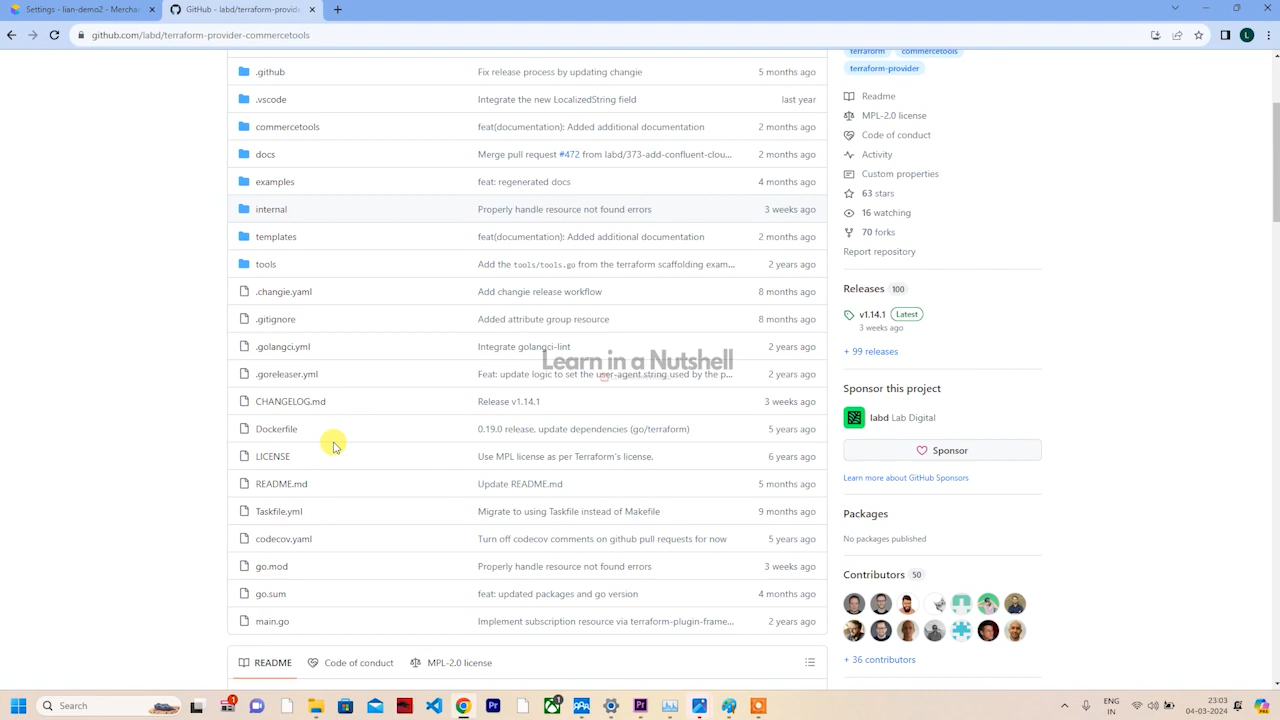 Settings - lian-demo2 - Mercha
GitHub - labd/terraform-provid
github.com/labd/terraform-provider-commercetools
terraform commercetools
terraform-provider
.github Fix release process by updating changie 5 months ago
.vscode Integrate the new LocalizedString field last year
commercetools feat(documentation): Added additional documentation 2 months ago
docs Merge pull request #472 from labd/373-add-confluent-clou... 2 months ago
examples feat: regenerated docs 4 months ago
internal Properly handle resource not found errors 3 weeks ago
templates feat(documentation): Added additional documentation 2 months ago
tools Add the tools/tools.go from the terraform scaffolding exam... 2 years ago
.changie.yaml Add changie release workflow 8 months ago
.gitignore Added attribute group resource 8 months ago
.golangci.yml Integrate golangci-lint 2 years ago
Learn in a Nutshell
.goreleaser.yml Feat: update logic to set the user-agent string used by the p... 2 years ago
CHANGELOG.md Release v1.14.1 3 weeks ago
Dockerfile 0.19.0 release, update dependencies (go/terraform) 5 years ago
LICENSE Use MPL license as per Terraform's license. 6 years ago
README.md Update README.md 5 months ago
Taskfile.yml Migrate to using Taskfile instead of Makefile 9 months ago
codecov.yaml Turn off codecov comments on github pull requests for now 5 years ago
go.mod Properly handle resource not found errors 3 weeks ago
go.sum feat: updated packages and go version 4 months ago
main.go Implement subscription resource via terraform-plugin-frame... 2 years ago
README Code of conduct MPL-2.0 license
Readme
MPL-2.0 license
Code of conduct
Activity
Custom properties
63 stars
16 watching
70 forks
Report repository
Releases 100
v1.14.1 Latest
3 weeks ago
+ 99 releases
Sponsor this project
labd Lab Digital
Sponsor
Learn more about GitHub Sponsors
Packages
No packages published
Contributors 50
+ 36 contributors
Search
ENG
IN
23:03
04-03-2024